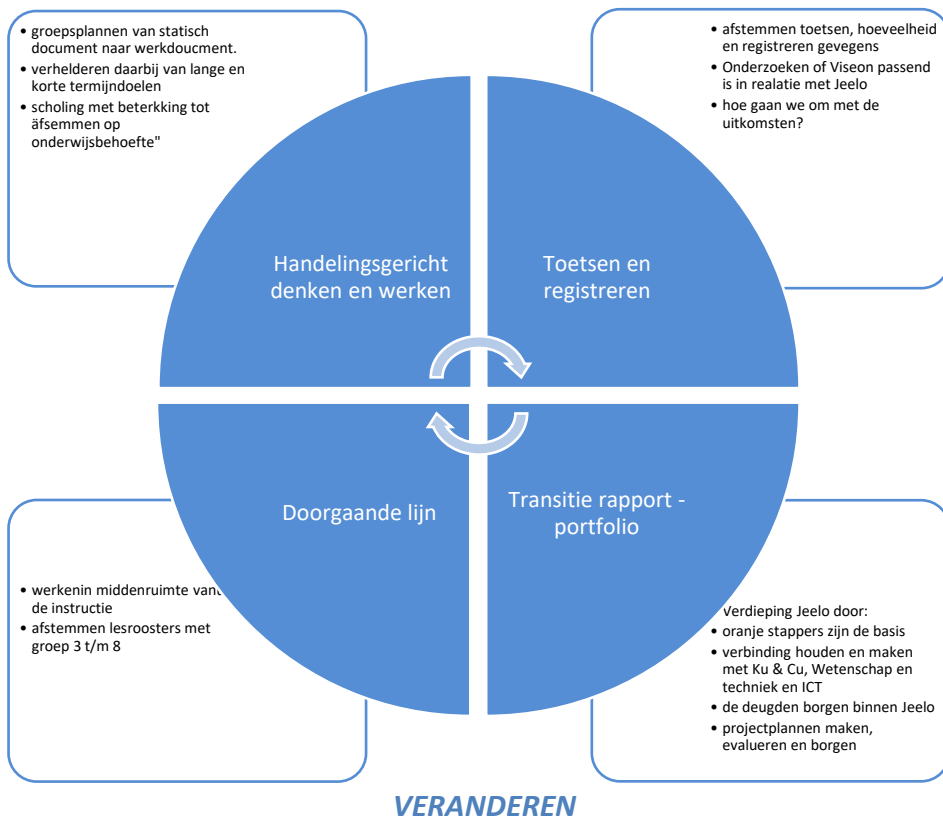 • groepsplannen van statisch
document naar werkdoucment.
• verhelderen daarbij van lange en
korte termijndoelen
• scholing met beterkking tot
äfsemmen op
onderwijsbehoefte"
• afstemmen toetsen, hoeveelheid
en registreren gevegens
• Onderzoeken of Viseon passend
is in realatie met Jeelo
• hoe gaan we om met de
uitkomsten?
Handelingsgericht
denken en werken
Toetsen en
registreren
Doorgaande lijn
Transitie rapport -
portfolio
• werkenin middenruimte
de instructie
• afstemmen lesroosters met
groep 3 t/m 8
Verdieping Jeelo door:
• oranje stappers zijn de basis
• verbinding houden en maken
met Ku & Cu, Wetenschap en
techniek en ICT
• de deugden borgen binnen Jeelo
• projectplannen maken,
evalueren en borgen
VERANDEREN